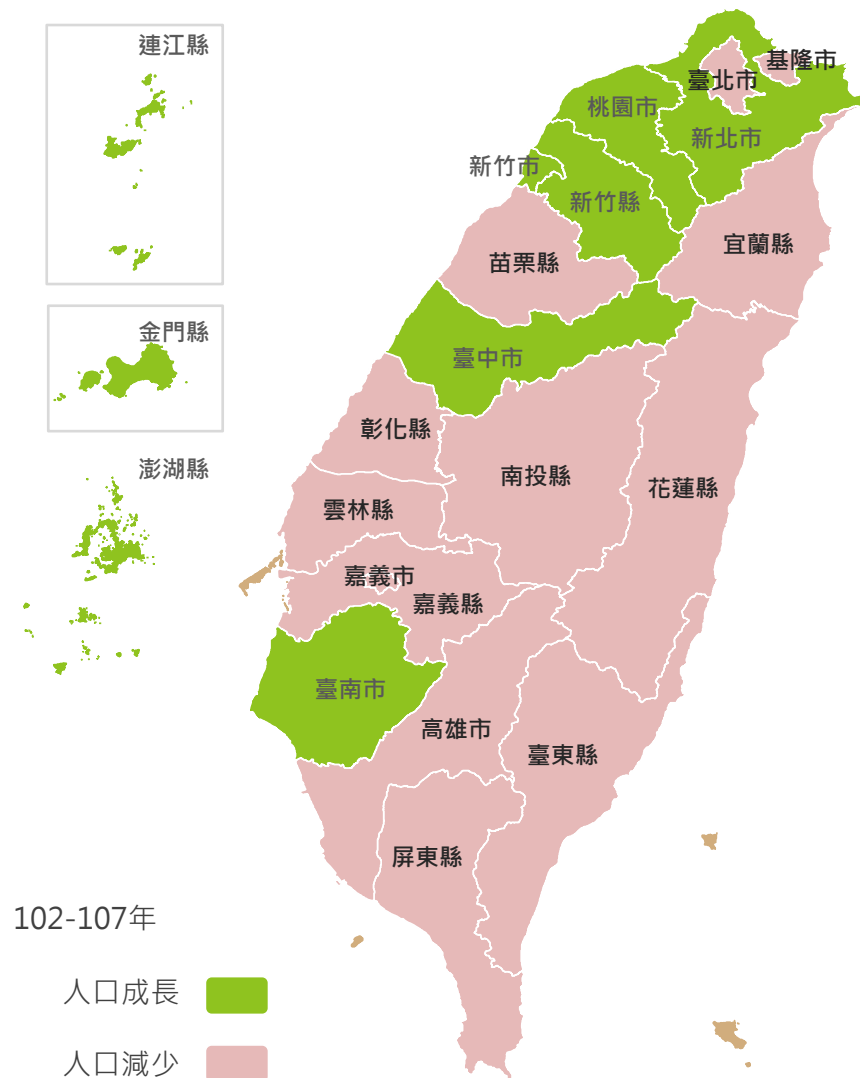 連江縣
基隆市
臺北市
桃園市
新北市
新竹市
新竹縣
宜蘭縣
苗栗縣
金門縣
臺中市
彰化縣
澎湖縣
南投縣
花蓮縣
雲林縣
嘉義市
嘉義縣
臺南市
高雄市
臺東縣
屏東縣
102-107年
人口成長
人口減少